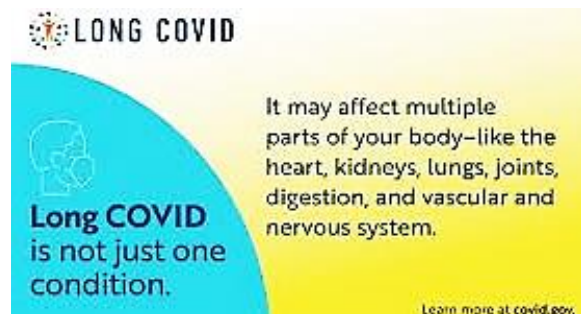 LONG COVID
It may affect multiple
parts of your body–like the
heart, kidneys, lungs, joints,
digestion, and vascular and
nervous system.
Long COVID
is not just one
condition.
Learn more at covid.gov.